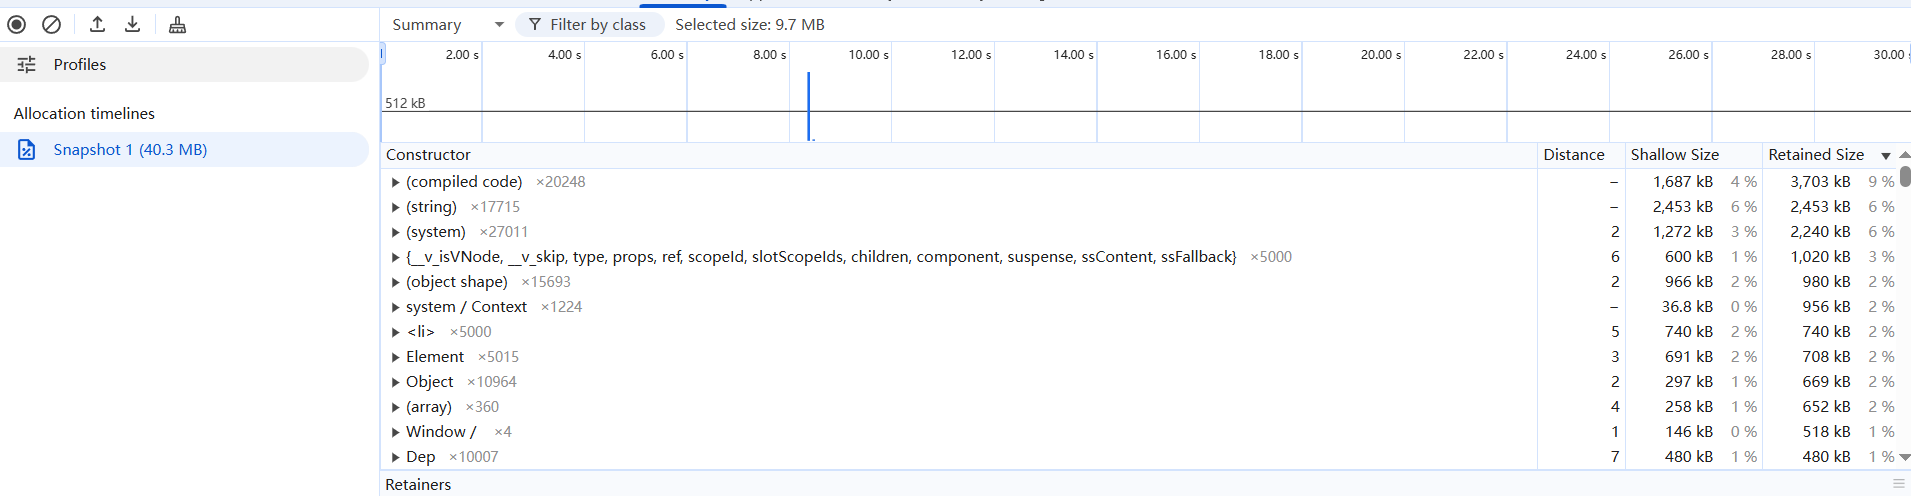 Summary
Filter by class
Selected size: 9.7 MB
Profiles
Allocation timelines
Snapshot 1 (40.3 MB)
2.00 s 4.00 s 6.00 s 8.00 s 10.00 s 12.00 s 14.00 s 16.00 s 18.00 s 20.00 s 22.00 s 24.00 s 26.00 s 28.00 s 30.00
512 kB
Constructor Distance Shallow Size Retained Size
(compiled code) ×20248 – 1,687 kB 4 % 3,703 kB 9 %
(string) ×17715 – 2,453 kB 6 % 2,453 kB 6 %
(system) ×27011 2 1,272 kB 3 % 2,240 kB 6 %
{__v_isVNode, __v_skip, type, props, ref, scopeId, slotScopeIds, children, component, suspense, ssContent, ssFallback} ×5000 6 600 kB 1 % 1,020 kB 3 %
(object shape) ×15693 2 966 kB 2 % 980 kB 2 %
system / Context ×1224 – 36.8 kB 0 % 956 kB 2 %
<li> ×5000 5 740 kB 2 % 740 kB 2 %
Element ×5015 3 691 kB 2 % 708 kB 2 %
Object ×10964 2 297 kB 1 % 669 kB 2 %
(array) ×360 4 258 kB 1 % 652 kB 2 %
Window / ×4 1 146 kB 0 % 518 kB 1 %
Dep ×10007 7 480 kB 1 % 480 kB 1 %
Retainers